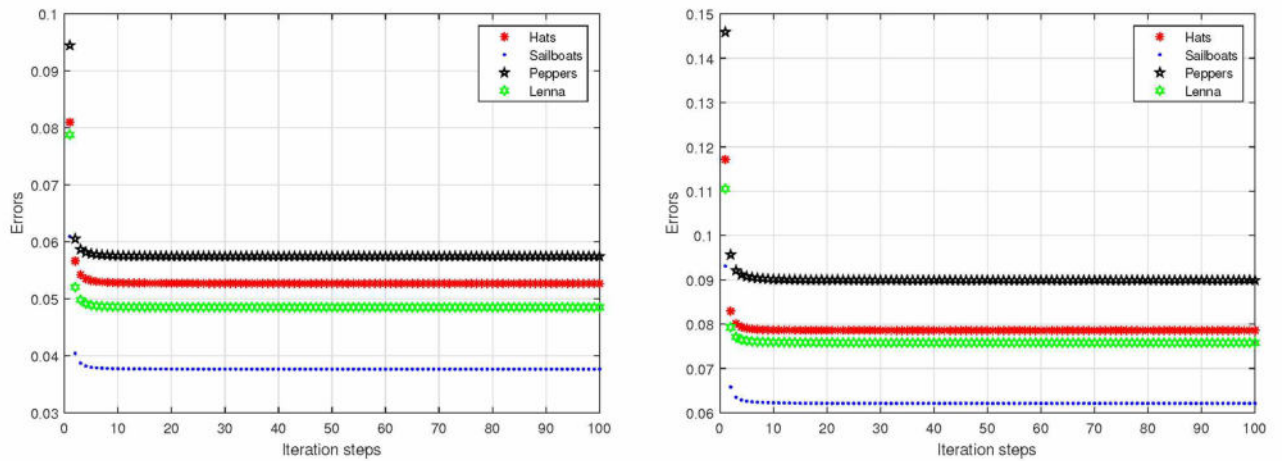 0.1
0.09
0.08
0.07
0.06
0.05
0.04
0.03
Errors
0 10 20 30 40 50 60 70 80 90 100
Iteration steps
Hats
Sailboats
Peppers
Lenna
0.15
0.14
0.13
0.12
0.11
0.1
0.09
0.08
0.07
0.06
Errors
0 10 20 30 40 50 60 70 80 90 100
Iteration steps
Hats
Sailboats
Peppers
Lenna